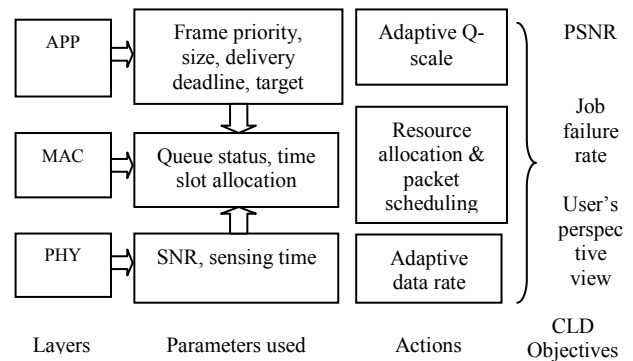 APP
Frame priority,
size, delivery
deadline, target
Adaptive Q-
scale
PSNR
MAC
Queue status, time
slot allocation
Resource
allocation &
packet
scheduling
Job
failure
rate
User's
perspec
tive
view
PHY
SNR, sensing time
Adaptive
data rate
Layers
Parameters used
Actions
CLD
Objectives